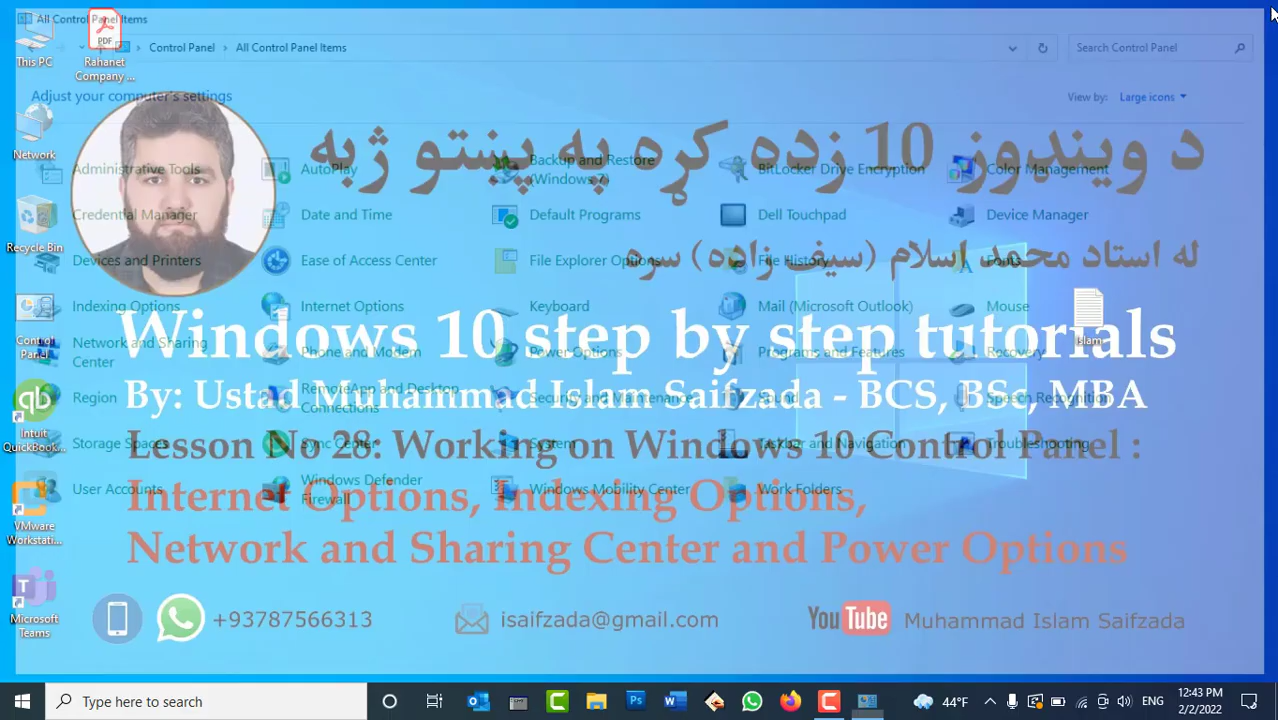 All Control Panel Items
Control Panel
All Control Panel Items
Search Control Panel
Adjust your computer's settings
View by:
Large icons
This PC
PDF
Rahanet
Company ...
Network
Recycle Bin
Control
Panel
Intuit
QuickBook...
VMware
Workstati...
Microsoft
Teams
islam
Administrative Tools
AutoPlay
Backup and Restore
(Windows 7)
BitLocker Drive Encryption
Color Management
Credential Manager
Date and Time
Default Programs
Dell Touchpad
Device Manager
Devices and Printers
Ease of Access Center
File Explorer Options
File History
Fonts
Indexing Options
Internet Options
Keyboard
Mail (Microsoft Outlook)
Mouse
Network and Sharing
Center
Phone and Modem
Power Options
Programs and Features
Recovery
Region
RemoteApp and Desktop
Connections
Security and Maintenance
Sound
Speech Recognition
Storage Spaces
Sync Center
System
Taskbar and Navigation
Troubleshooting
User Accounts
Windows Defender
Firewall
Windows Mobility Center
Work Folders
د ویندوز 10 زده کړه په پښتو ژبه
له استاد محمد اسلام (سیف زاده) سره
Windows 10 step by step tutorials
By: Ustad Muhammad Islam Saifzada - BCS, BSc, MBA
Lesson No 28: Working on Windows 10 Control Panel :
Internet Options, Indexing Options,
Network and Sharing Center and Power Options
+93787566313
isaifzada@gmail.com
YouTube
Muhammad Islam Saifzada
Type here to search
44°F
ENG
12:43 PM
2/2/2022